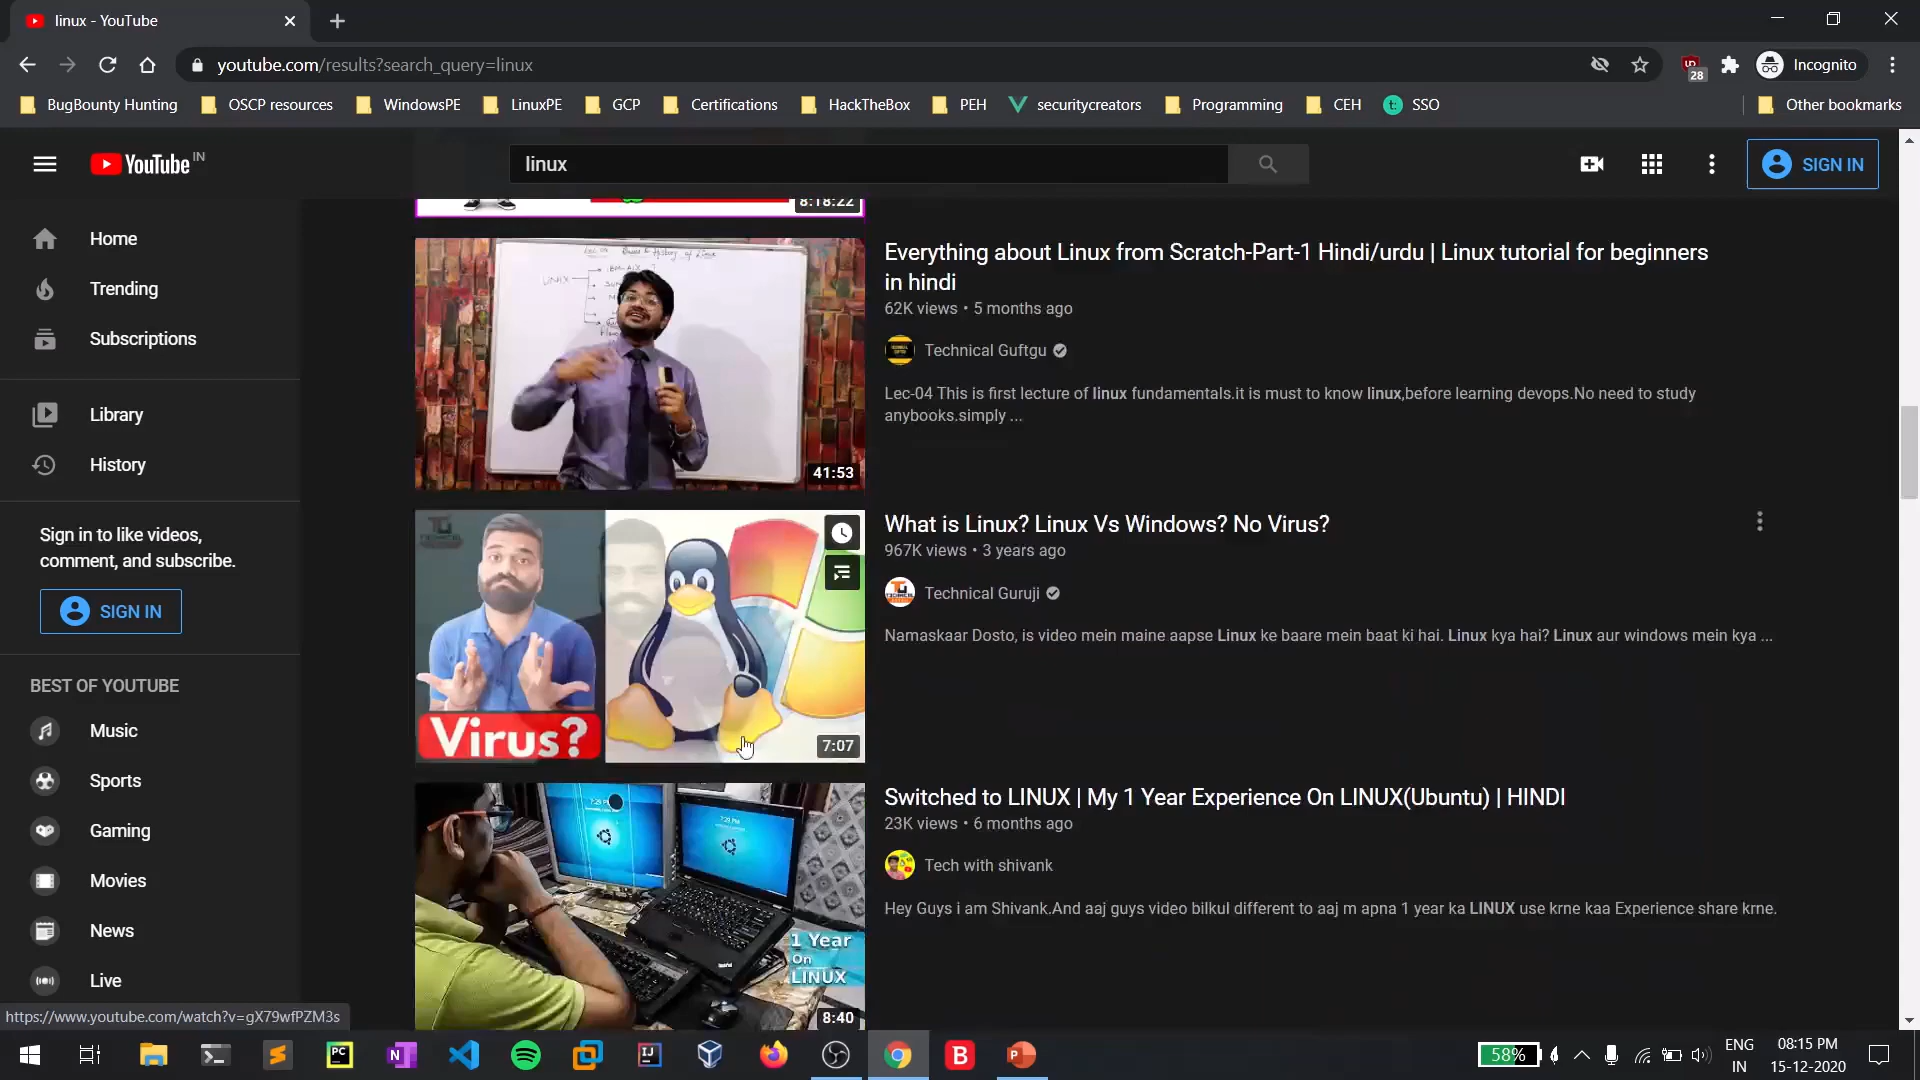 linux - YouTube
youtube.com/results?search_query=linux
28
Incognito
BugBounty Hunting
OSCP resources
WindowsPE
LinuxPE
GCP
Certifications
HackTheBox
PEH
securitycreators
Programming
CEH
SSO
Other bookmarks
YouTube IN
linux
SIGN IN
Home
Trending
Subscriptions
Library
History
Sign in to like videos,
comment, and subscribe.
SIGN IN
BEST OF YOUTUBE
Music
Sports
Gaming
Movies
News
Live
8:18:22
LINUX
41:53
Everything about Linux from Scratch-Part-1 Hindi/urdu | Linux tutorial for beginners
in hindi
62K views • 5 months ago
Technical Guftgu
Lec-04 This is first lecture of linux fundamentals.it is must to know linux,before learning devops.No need to study
anybooks.simply ...
Virus?
7:07
What is Linux? Linux Vs Windows? No Virus?
967K views • 3 years ago
Technical Guruji
Namaskaar Dosto, is video mein maine aapse Linux ke baare mein baat ki hai. Linux kya hai? Linux aur windows mein kya ...
1 Year
On
LINUX
8:40
Switched to LINUX | My 1 Year Experience On LINUX(Ubuntu) | HINDI
23K views • 6 months ago
Tech with shivank
Hey Guys i am Shivank.And aaj guys video bilkul different to aaj m apna 1 year ka LINUX use krne kaa Experience share krne.
https://www.youtube.com/watch?v=gX79wfPZM3s
58%
ENG
IN
08:15 PM
15-12-2020